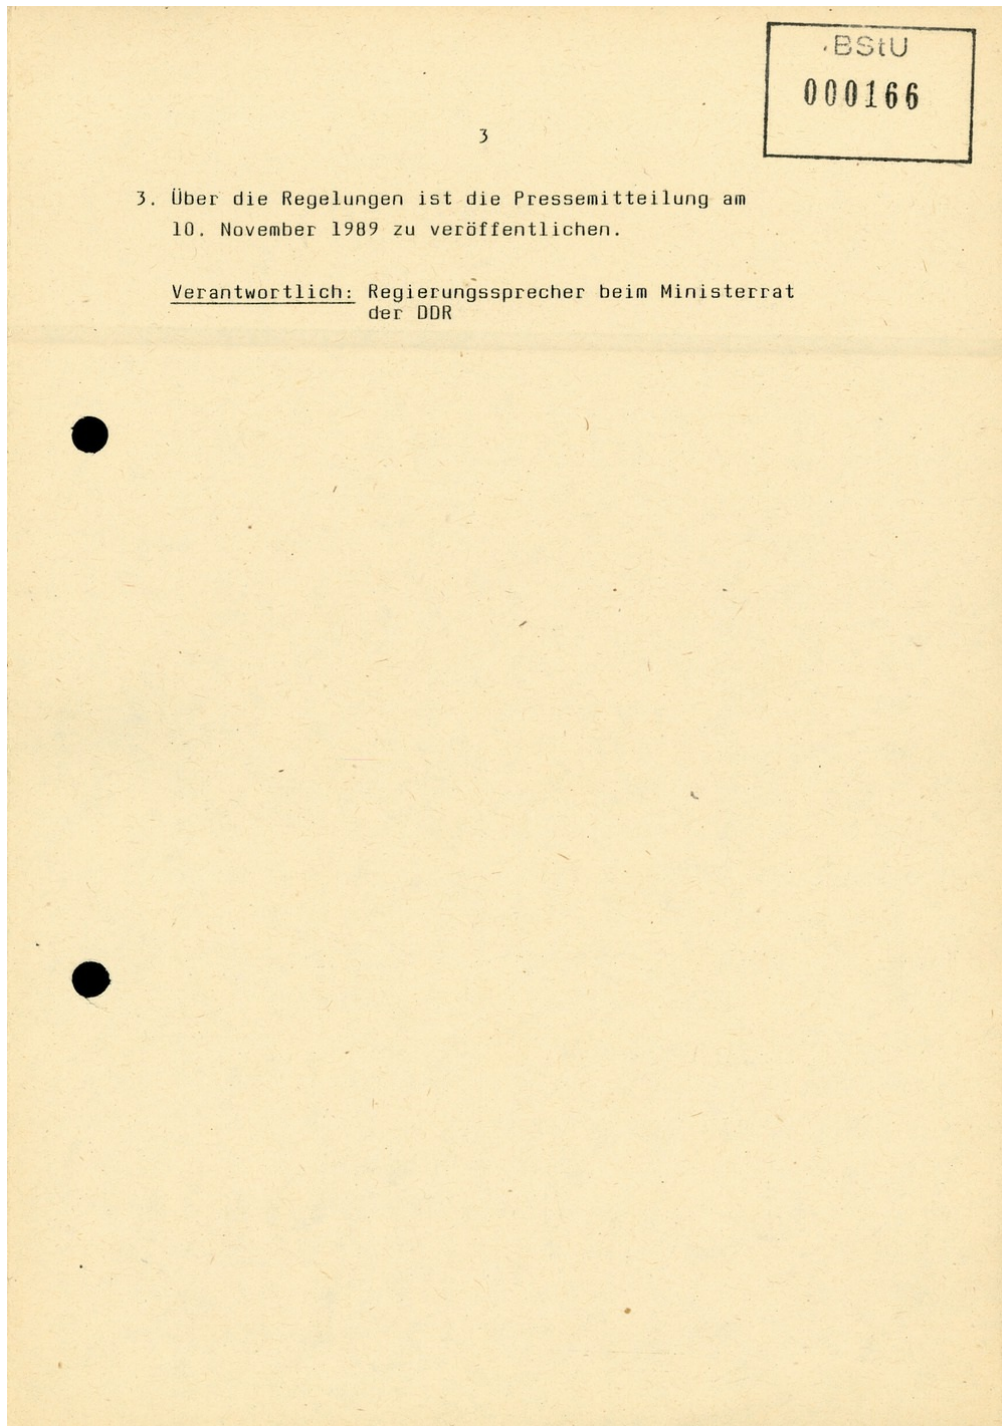 BStU
000166
3
3. Über die Regelungen ist die Pressemitteilung am
10. November 1989 zu veröffentlichen.
Verantwortlich: Regierungssprecher beim Ministerrat
der DDR